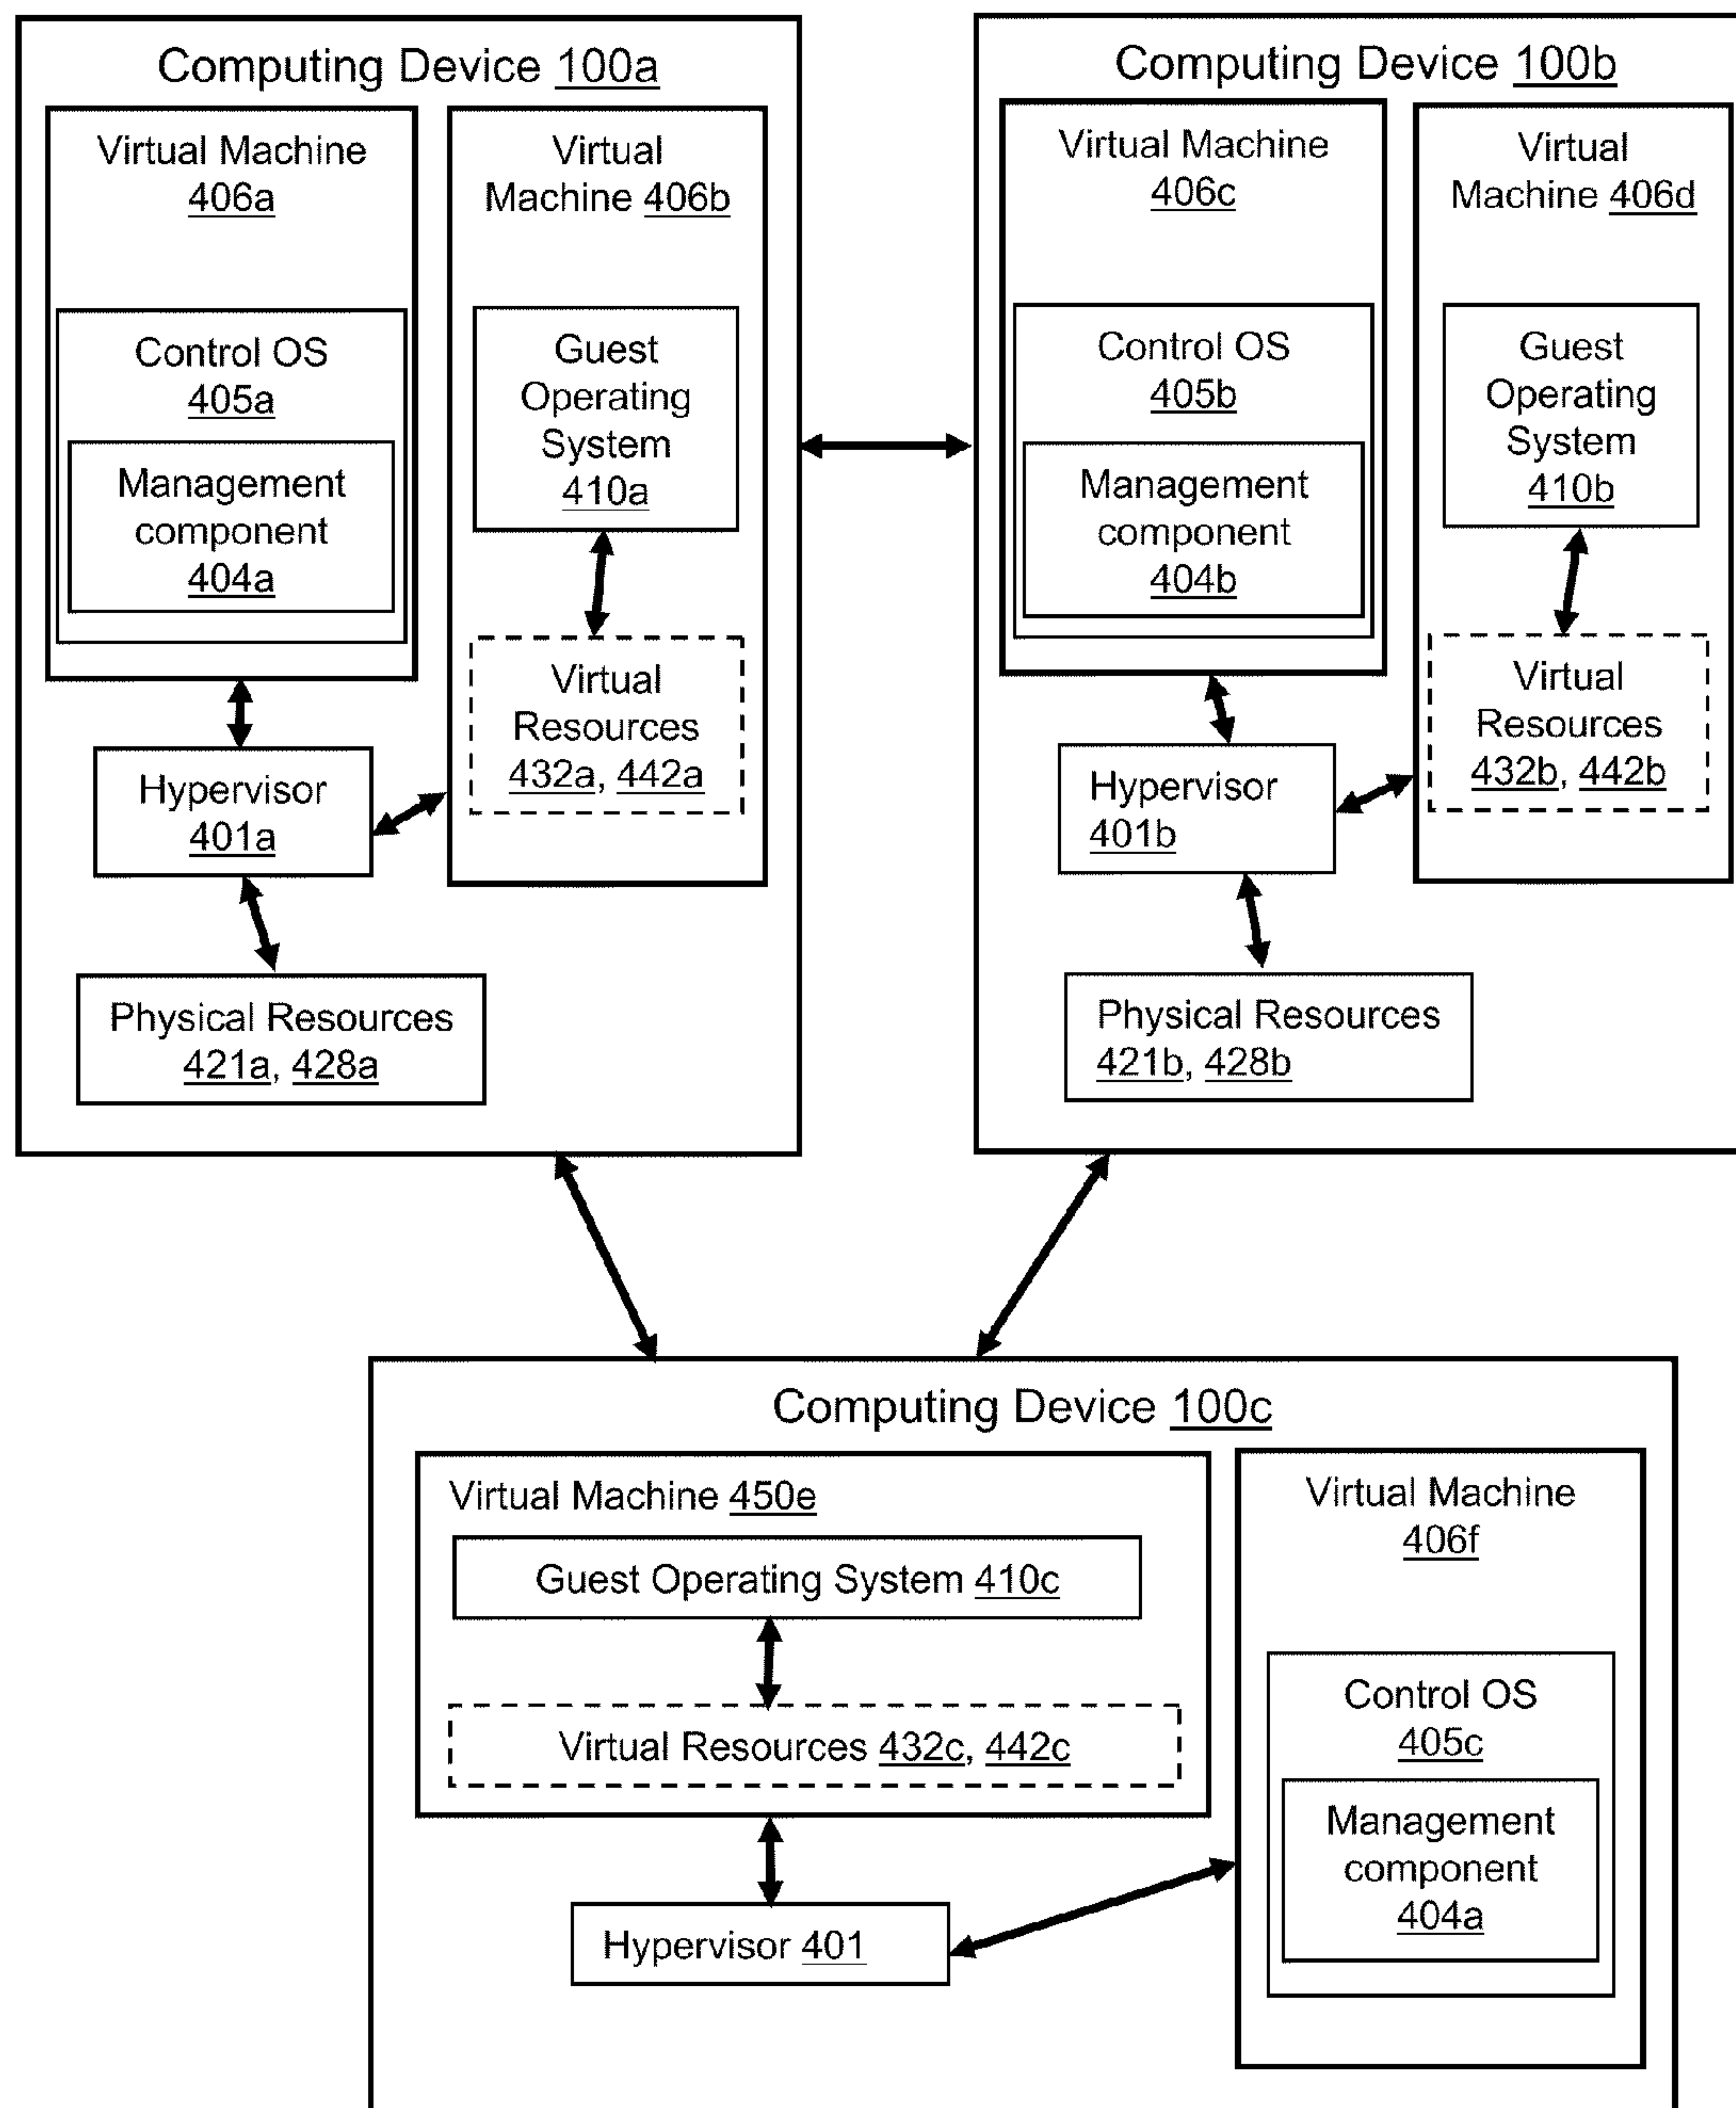 Computing Device 100a
Virtual Machine
406a
Control OS
405a
Management
component
404a
Virtual
Machine 406b
Guest
Operating
System
410a
Virtual
Resources
432a, 442a
Hypervisor
401a
Physical Resources
421a, 428a
Computing Device 100b
Virtual Machine
406c
Control OS
405b
Management
component
404b
Virtual
Machine 406d
Guest
Operating
System
410b
Virtual
Resources
432b, 442b
Hypervisor
401b
Physical Resources
421b, 428b
Computing Device 100c
Virtual Machine 450e
Guest Operating System 410c
Virtual Resources 432c, 442c
Hypervisor 401
Virtual Machine
406f
Control OS
405c
Management
component
404a